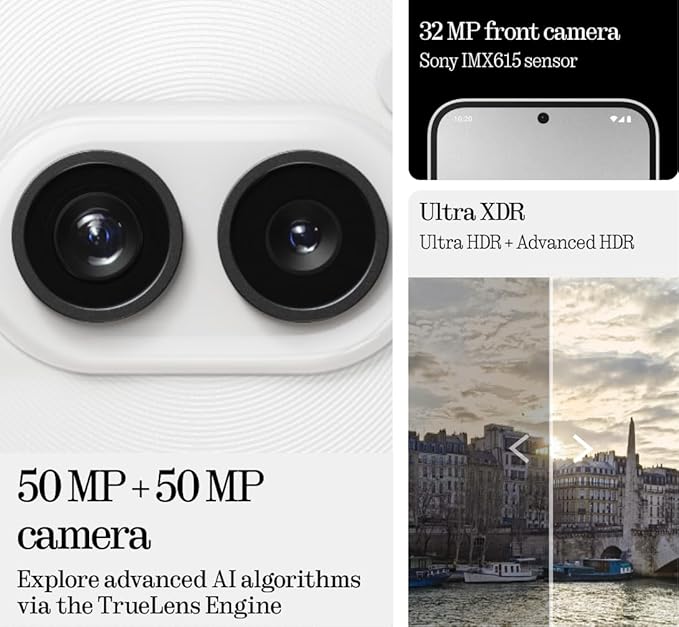 50 MP + 50 MP
camera
Explore advanced AI algorithms
via the TrueLens Engine
32 MP front camera
Sony IMX615 sensor
10:20
Ultra XDR
Ultra HDR + Advanced HDR